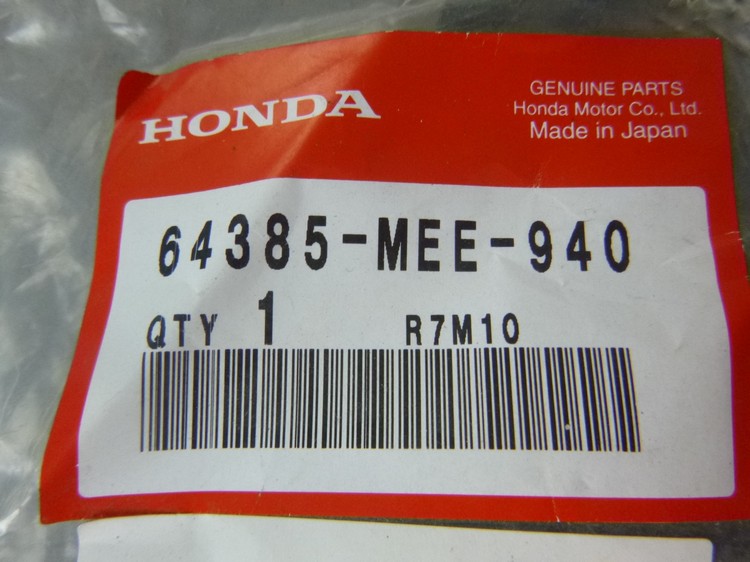 HONDA
GENUINE PARTS
Honda Motor Co., Ltd.
Made in Japan
64385-MEE-940
QTY 1 R7M10